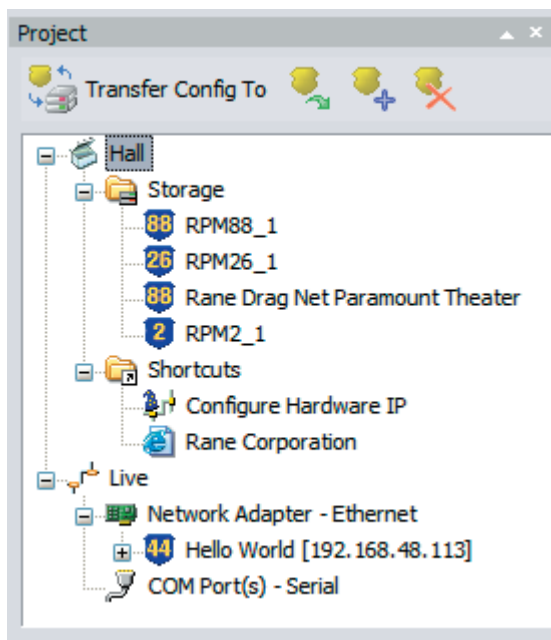 Project
Transfer Config To
Hall
Storage
88 RPM88_1
26 RPM26_1
88 Rane Drag Net Paramount Theater
2 RPM2_1
Shortcuts
Configure Hardware IP
Rane Corporation
Live
Network Adapter - Ethernet
44 Hello World [192.168.48.113]
COM Port(s) - Serial